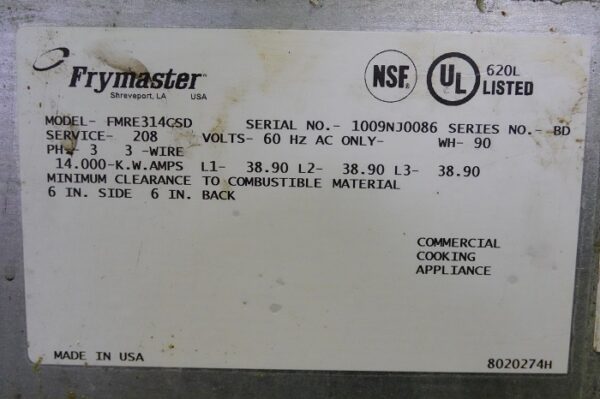 Frymaster
Shreveport, LA USA
NSF®
UL® 620L LISTED
MODEL- FMRE314CSD SERIAL NO.- 1009NJ0086 SERIES NO.- BD
SERVICE- 208 VOLTS- 60 HZ AC ONLY- WH- 90
PH- 3 3 -WIRE
14.000-K.W.AMPS L1- 38.90 L2- 38.90 L3- 38.90
MINIMUM CLEARANCE TO COMBUSTIBLE MATERIAL
6 IN. SIDE 6 IN. BACK
COMMERCIAL
COOKING
APPLIANCE
MADE IN USA 8020274H